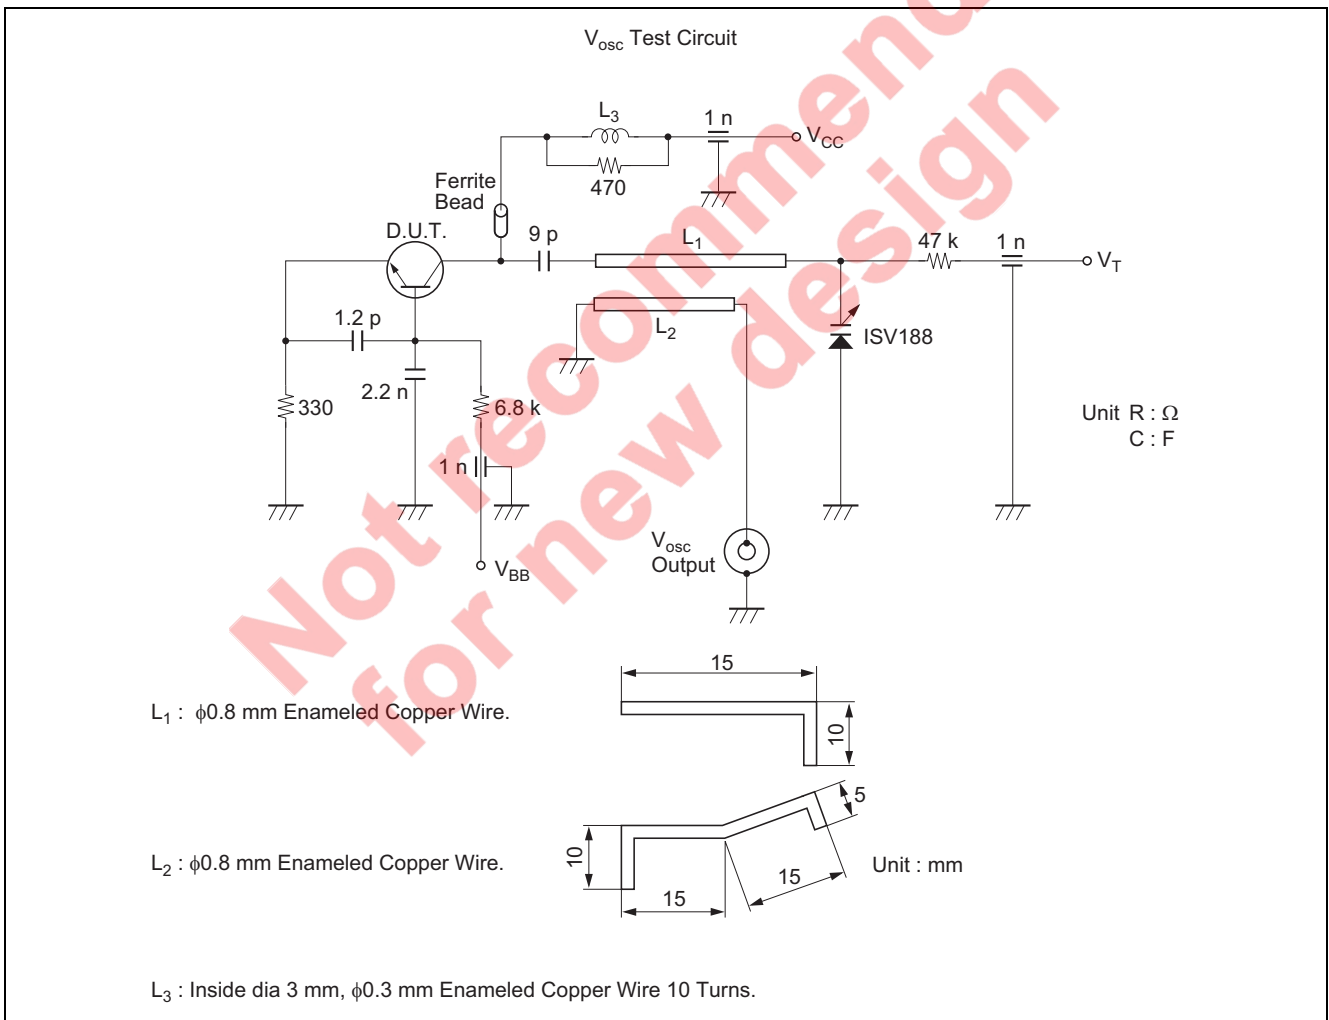 Vosc Test Circuit
L3
1 n
VCC
470
Ferrite
Bead
D.U.T.
9 p
L1
47 k
1 n
VT
L2
1.2 p
ISV188
2.2 n
330
6.8 k
Unit R : Ω
C : F
1 n
Vosc
Output
VBB
Not recommend
for new design
15
L1 : φ0.8 mm Enameled Copper Wire.
10
5
L2 : φ0.8 mm Enameled Copper Wire.
10
15
15
Unit : mm
L3 : Inside dia 3 mm, φ0.3 mm Enameled Copper Wire 10 Turns.